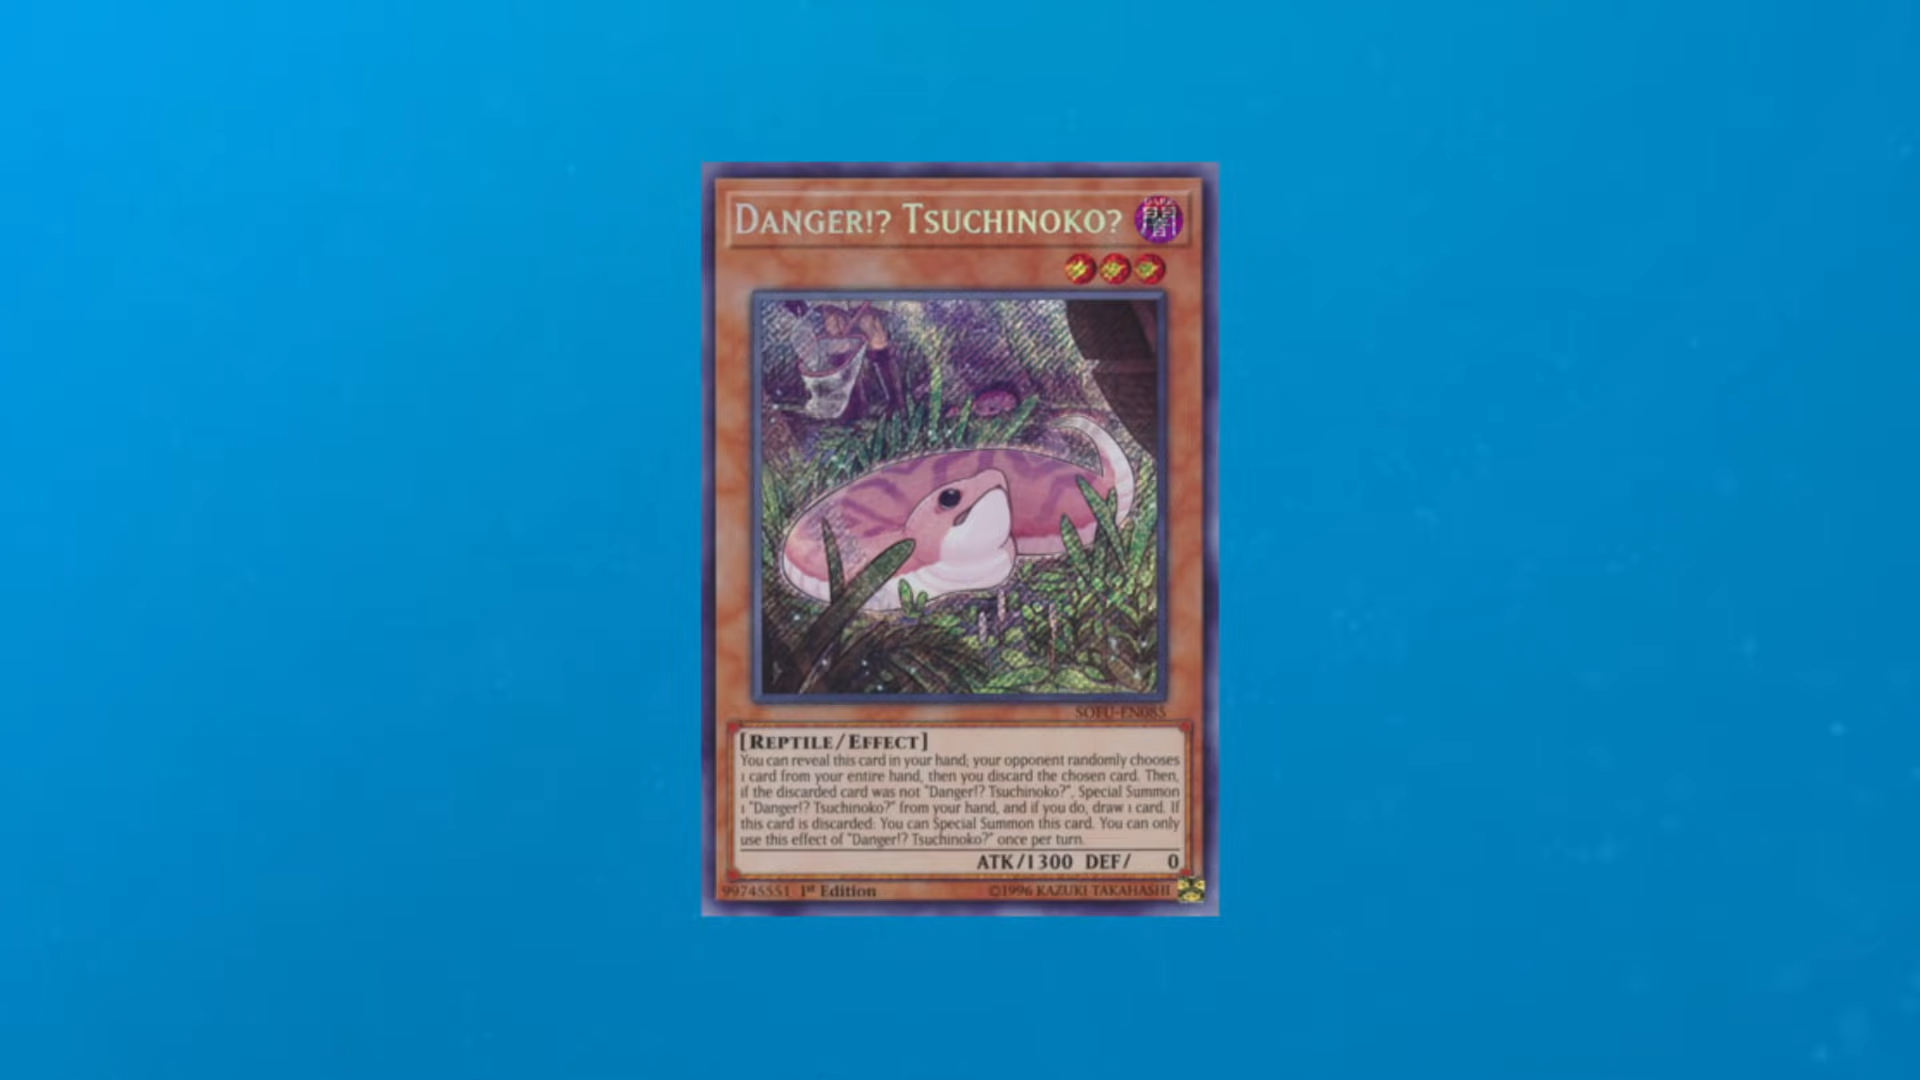 DANGER!? TSUCHINOKO?
SOFU-EN085
[REPTILE/EFFECT]
You can reveal this card in your hand; your opponent randomly chooses
1 card from your entire hand, then you discard the chosen card. Then,
if the discarded card was not "Danger!? Tsuchinoko?", Special Summon
1 "Danger!? Tsuchinoko?" from your hand, and if you do, draw 1 card. If
this card is discarded: You can Special Summon this card. You can only
use this effect of "Danger!? Tsuchinoko?" once per turn.
ATK/1300 DEF/ 0
99745551 1st Edition ©1996 KAZUKI TAKAHASHI